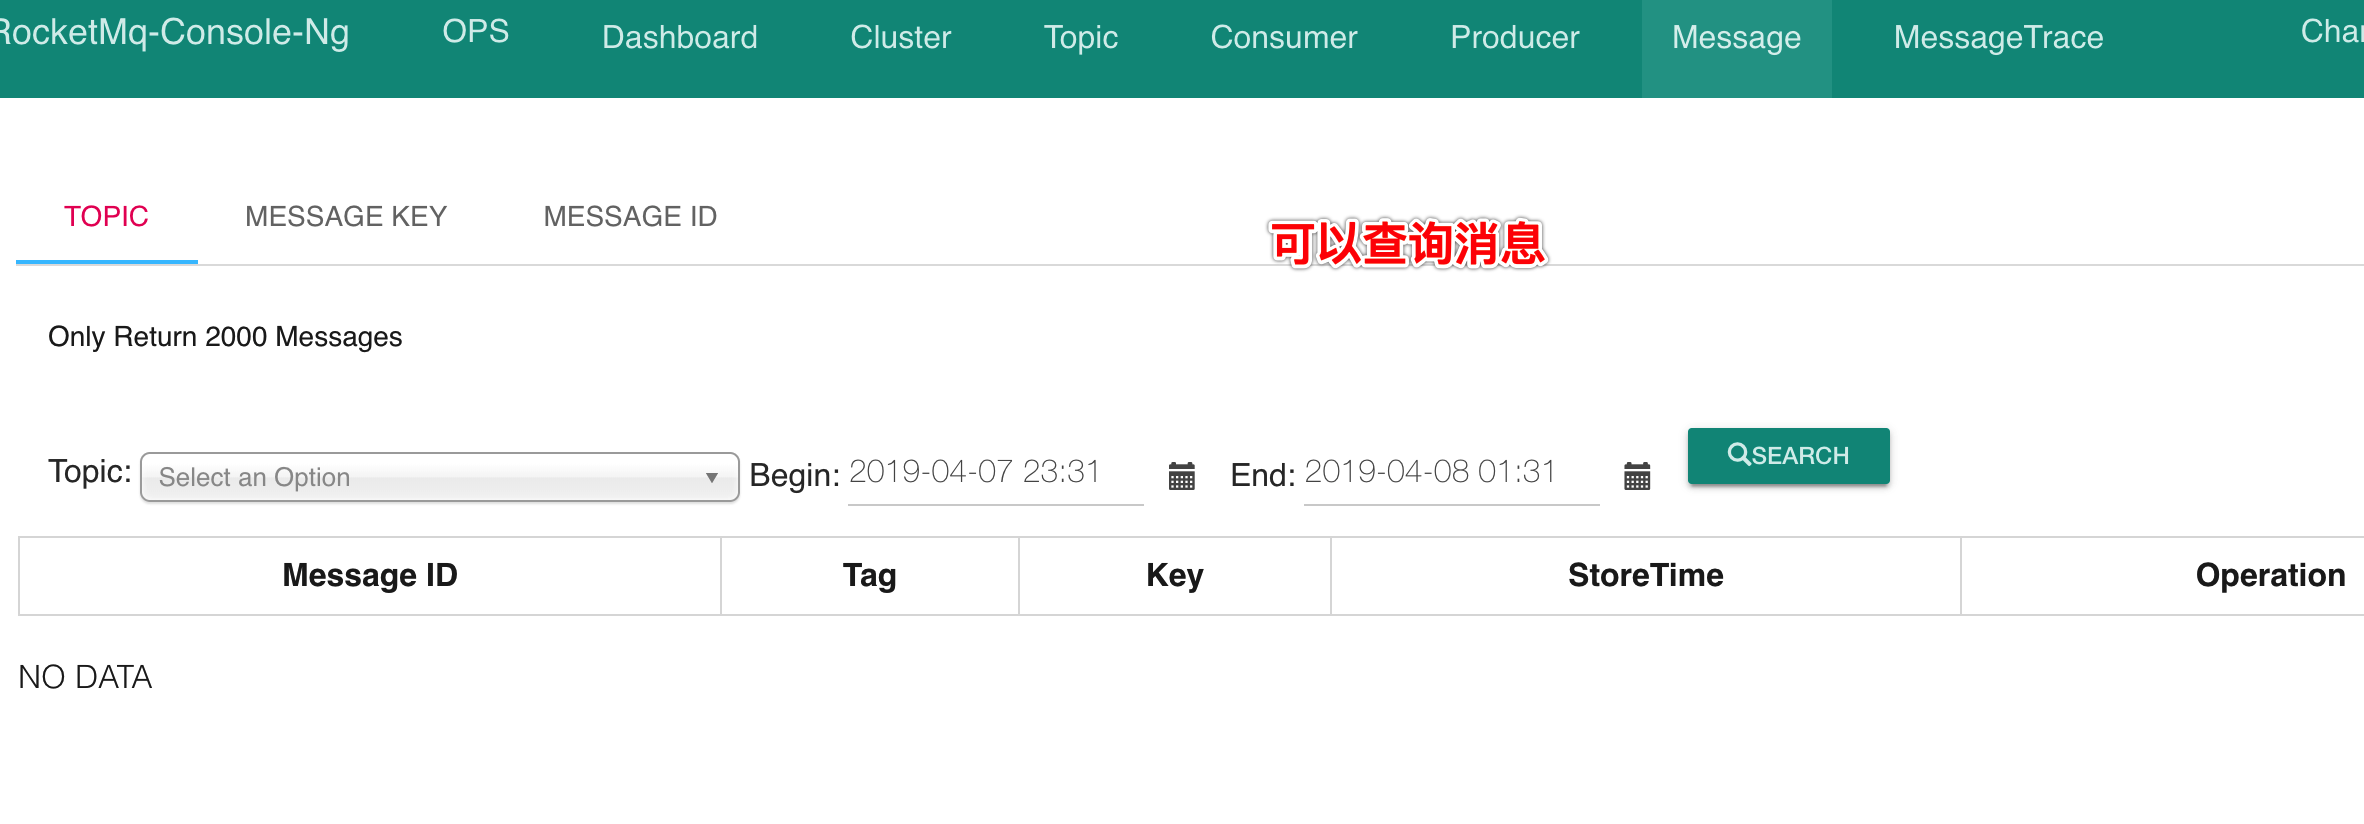 RocketMq-Console-Ng OPS Dashboard Cluster Topic Consumer Producer Message MessageTrace
TOPIC MESSAGE KEY MESSAGE ID
可以查询消息
Only Return 2000 Messages
Topic: Select an Option Begin: 2019-04-07 23:31 End: 2019-04-08 01:31 SEARCH
Message ID Tag Key StoreTime Operation
NO DATA